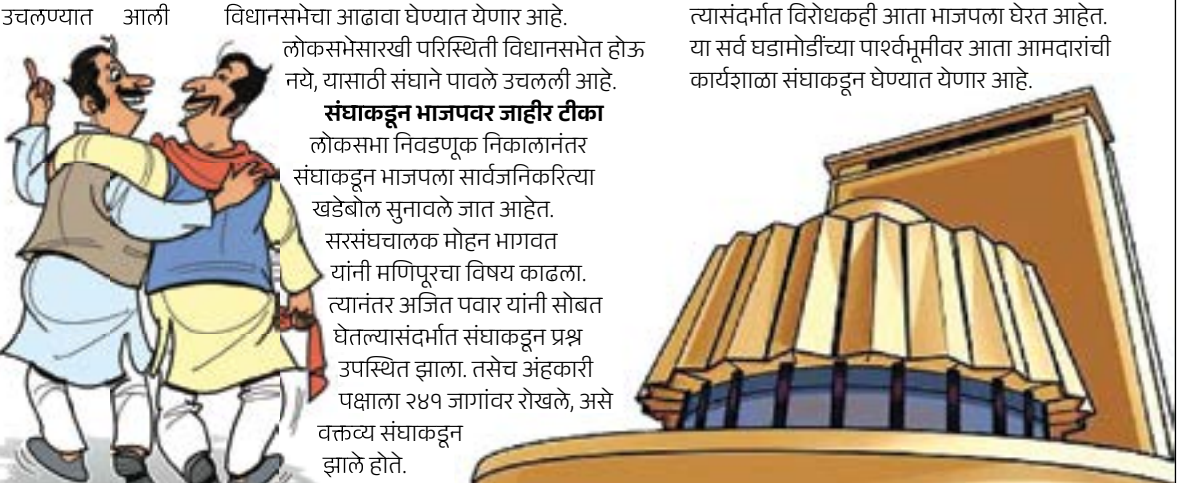 उचलण्यात आली
विधानसभेचा आढावा घेण्यात येणार आहे.
लोकसभेसारखी परिस्थिती विधानसभेत होऊ
नये, यासाठी संघाने पावले उचलली आहे.
संघाकडून भाजपवर जाहीर टीका
लोकसभा निवडणूक निकालानंतर
संघाकडून भाजपला सार्वजनिकरित्या
खडेबोल सुनावले जात आहेत.
सरसंघचालक मोहन भागवत
यांनी मणिपूरचा विषय काढला.
त्यानंतर अजित पवार यांनी सोबत
घेतल्यासंदर्भात संघाकडून प्रश्न
उपस्थित झाला. तसेच अंहकारी
पक्षाला २४१ जागांवर रोखले, असे
वक्तव्य संघाकडून
झाले होते.
त्यासंदर्भात विरोधकही आता भाजपला घेरत आहेत.
या सर्व घडामोडींच्या पार्श्वभूमीवर आता आमदारांची
कार्यशाळा संघाकडून घेण्यात येणार आहे.